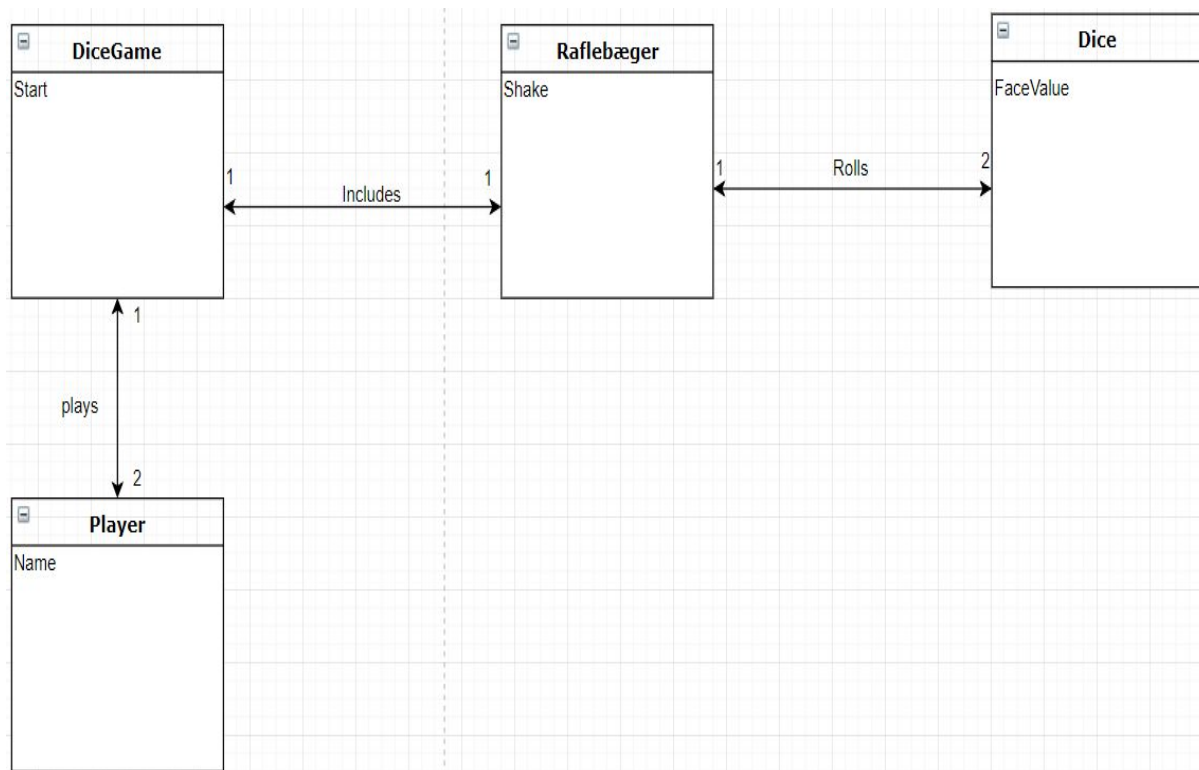 DiceGame
Start
Raflebæger
Shake
Dice
FaceValue
1
Includes
1
1
Rolls
2
1
plays
2
Player
Name